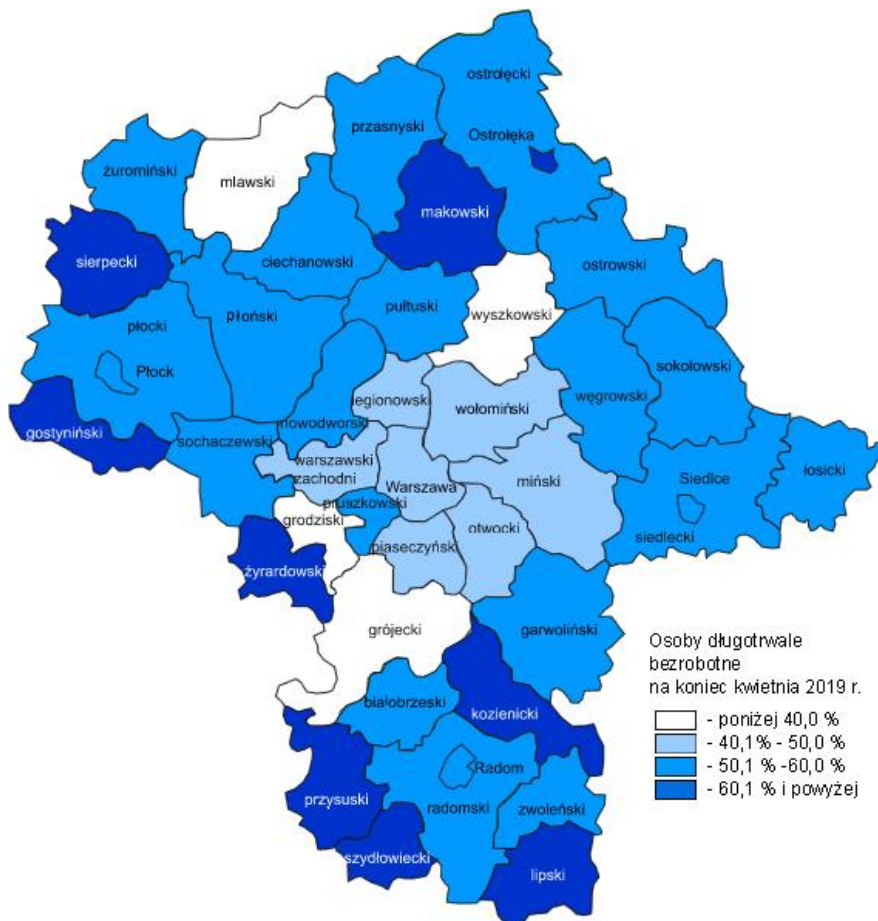 ostrołęcki
przasnyski
Ostrołęka
żuromiński
mlawski
makowski
sierpecki
ciechanowski
ostrowski
płocki
płoński
pułtuski
wyszkowski
Płock
sokołowski
legionowski
wołomiński
węgrowski
gostyniński
nowodworski
sochaczewski
warszawski
zachodni
Warszawa
miński
Siedlce
łosicki
pruszkowski
grodziski
otwocki
siedlecki
piaseczyński
żyrardowski
grójecki
garwoliński
białobrzeski
kozienicki
Radom
przysuski
radomski
zwoleński
szydłowiecki
lipski
Osoby długotrwale
bezrobotne
na koniec kwietnia 2019 r.
- poniżej 40,0 %
- 40,1% - 50,0 %
- 50,1 % -60,0 %
- 60,1 % i powyżej